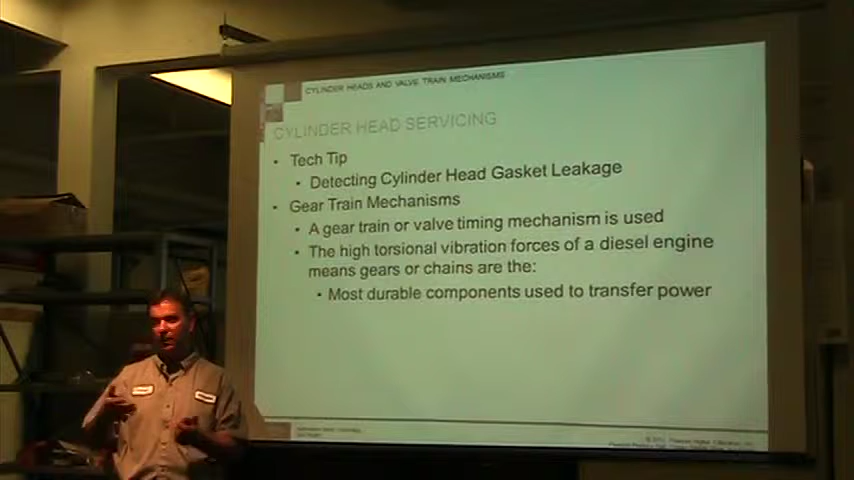 CYLINDER HEADS AND VALVE TRAIN MECHANISMS
CYLINDER HEAD SERVICING
• Tech Tip
• Detecting Cylinder Head Gasket Leakage
• Gear Train Mechanisms
• A gear train or valve timing mechanism is used
• The high torsional vibration forces of a diesel engine
means gears or chains are the:
• Most durable components used to transfer power